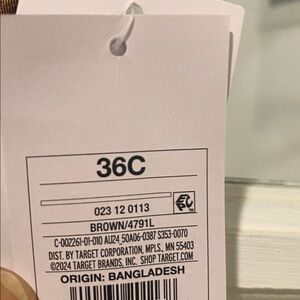 36C
023 12 0113
BROWN/4791L
C-002261-01-010 AU24 50A06-0387 S353-0070
DIST. BY TARGET CORPORATION, MPLS., MN 55403
©2024 TARGET BRANDS, INC. SHOP TARGET.COM
ORIGIN: BANGLADESH